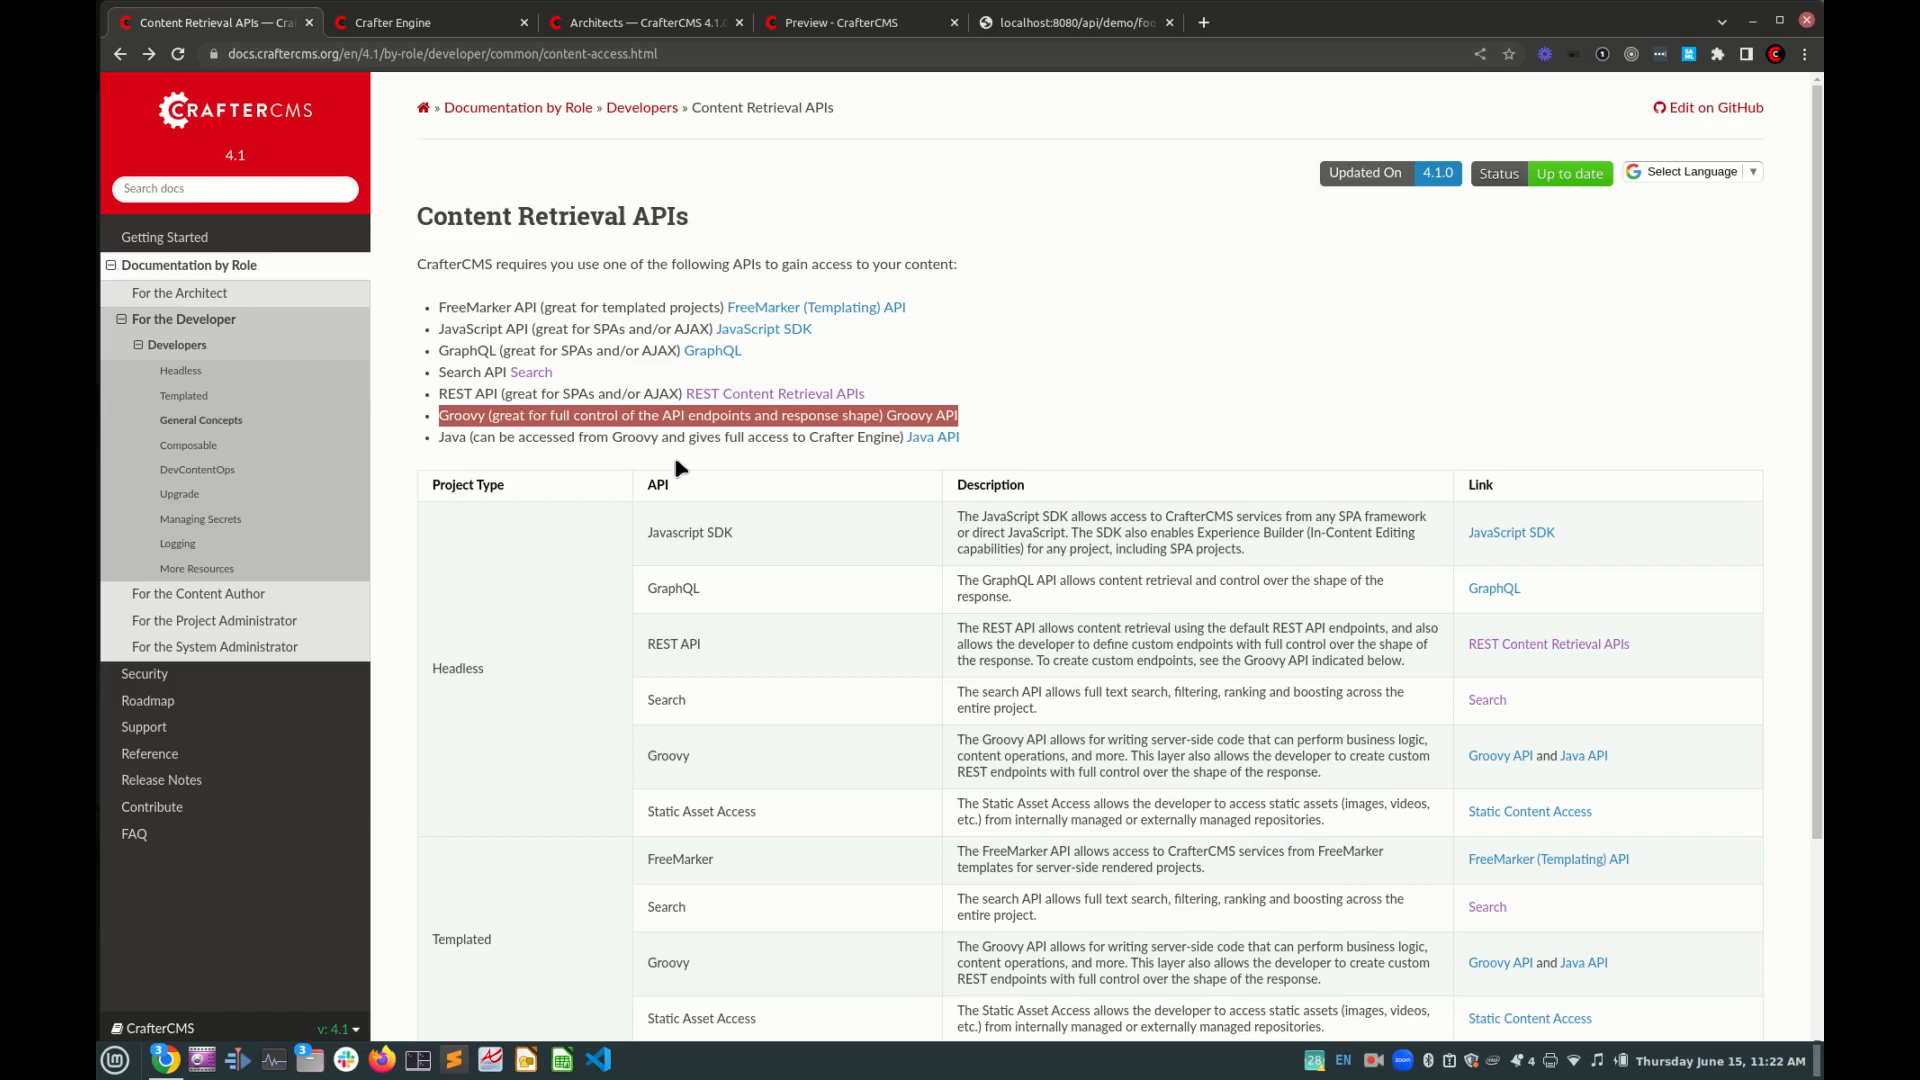 Content Retrieval APIs — Cra
Crafter Engine
Architects — CrafterCMS 4.1.0
Preview - CrafterCMS
localhost:8080/api/demo/foo
docs.craftercms.org/en/4.1/by-role/developer/common/content-access.html
CRAFTERCMS
4.1
Search docs
Getting Started
Documentation by Role
For the Architect
For the Developer
Developers
Headless
Templated
General Concepts
Composable
DevContentOps
Upgrade
Managing Secrets
Logging
More Resources
For the Content Author
For the Project Administrator
For the System Administrator
Security
Roadmap
Support
Reference
Release Notes
Contribute
FAQ
CrafterCMS v: 4.1
» Documentation by Role » Developers » Content Retrieval APIs
Edit on GitHub
Updated On 4.1.0 Status Up to date Select Language
Content Retrieval APIs
CrafterCMS requires you use one of the following APIs to gain access to your content:
• FreeMarker API (great for templated projects) FreeMarker (Templating) API
• JavaScript API (great for SPAs and/or AJAX) JavaScript SDK
• GraphQL (great for SPAs and/or AJAX) GraphQL
• Search API Search
• REST API (great for SPAs and/or AJAX) REST Content Retrieval APIs
• Groovy (great for full control of the API endpoints and response shape) Groovy API
• Java (can be accessed from Groovy and gives full access to Crafter Engine) Java API
Project Type API Description Link
Headless
Javascript SDK
The JavaScript SDK allows access to CrafterCMS services from any SPA framework
or direct JavaScript. The SDK also enables Experience Builder (In-Content Editing
capabilities) for any project, including SPA projects.
JavaScript SDK
GraphQL
The GraphQL API allows content retrieval and control over the shape of the
response.
GraphQL
REST API
The REST API allows content retrieval using the default REST API endpoints, and also
allows the developer to define custom endpoints with full control over the shape of
the response. To create custom endpoints, see the Groovy API indicated below.
REST Content Retrieval APIs
Search
The search API allows full text search, filtering, ranking and boosting across the
entire project.
Search
Groovy
The Groovy API allows for writing server-side code that can perform business logic,
content operations, and more. This layer also allows the developer to create custom
REST endpoints with full control over the shape of the response.
Groovy API and Java API
Static Asset Access
The Static Asset Access allows the developer to access static assets (images, videos,
etc.) from internally managed or externally managed repositories.
Static Content Access
Templated
FreeMarker
The FreeMarker API allows access to CrafterCMS services from FreeMarker
templates for server-side rendered projects.
FreeMarker (Templating) API
Search
The search API allows full text search, filtering, ranking and boosting across the
entire project.
Search
Groovy
The Groovy API allows for writing server-side code that can perform business logic,
content operations, and more. This layer also allows the developer to create custom
REST endpoints with full control over the shape of the response.
Groovy API and Java API
Static Asset Access
The Static Asset Access allows the developer to access static assets (images, videos,
etc.) from internally managed or externally managed repositories.
Static Content Access
3
3
28 EN zoom 4 Thursday June 15, 11:22 AM